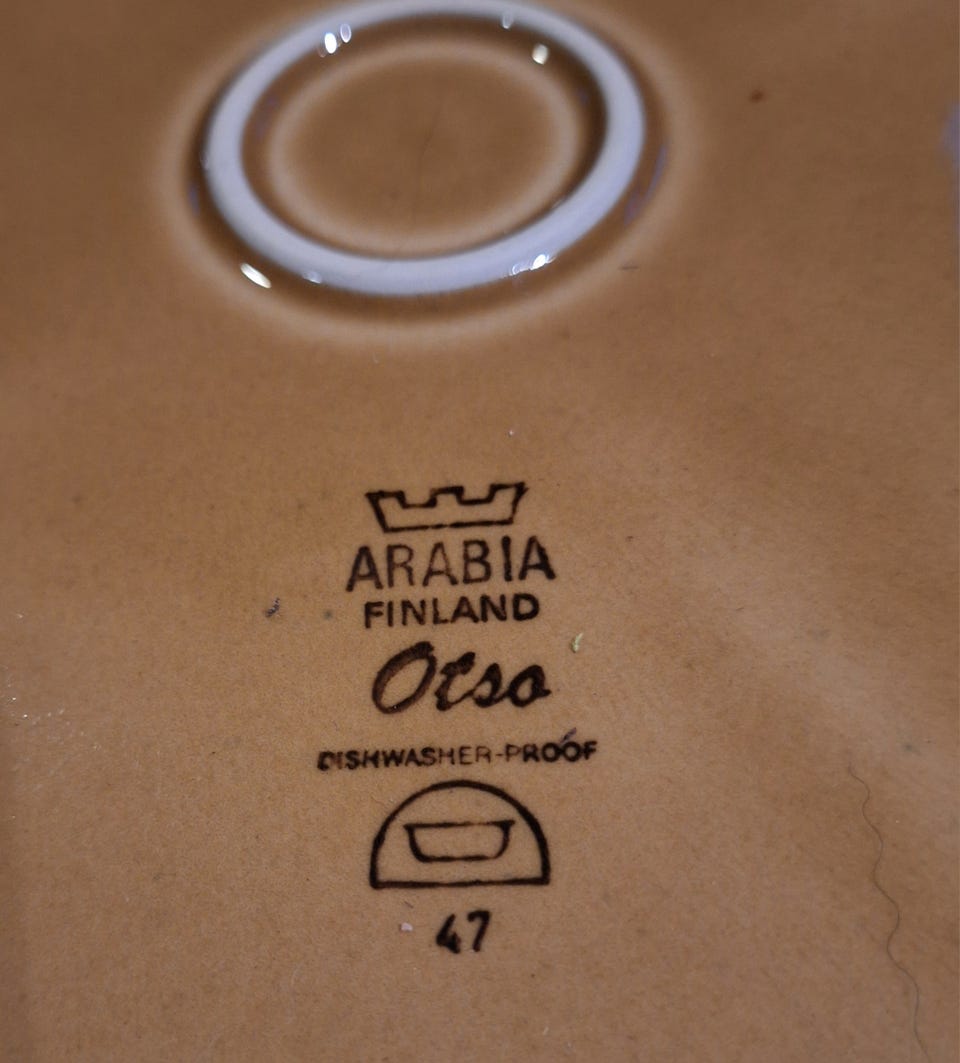 ARABIA
FINLAND
Otso
DISHWASHER-PROOF
47